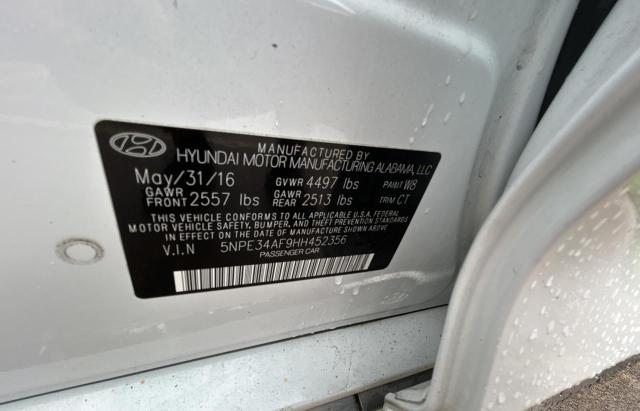 MANUFACTURED BY
HYUNDAI MOTOR MANUFACTURING ALABAMA, LLC
May/31/16 GVWR 4497 lbs PAINT W8
GAWR FRONT 2557 lbs GAWR REAR 2513 lbs TRIM CT
THIS VEHICLE CONFORMS TO ALL APPLICABLE U.S.A. FEDERAL
MOTOR VEHICLE SAFETY, BUMPER, AND THEFT PREVENTION STANDARDS
IN EFFECT ON THE DATE OF MANUFACTURE SHOWN ABOVE.
V.I.N 5NPE34AF9HH452356
PASSENGER CAR